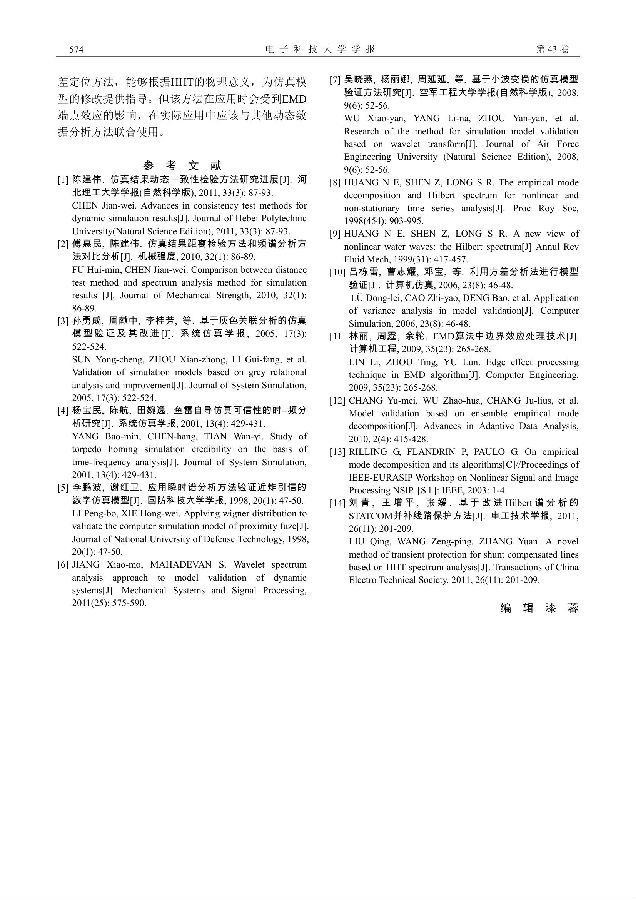 574
电 子 科 技 大 学 学 报
第 43 卷
差定位方法，能够根据HHT的物理意义，为仿真模
型的修改提供指导。但该方法在应用时会受到EMD
端点效应的影响，在实际应用中应该与其他动态数
据分析方法联合使用。
参 考 文 献
[1] 陈建伟. 仿真结果动态一致性检验方法研究进展[J]. 河
北理工大学学报(自然科学版), 2011, 33(3): 87-93.
CHEN Jian-wei. Advances in consistency test methods for
dynamic simulation results[J]. Journal of Hebei Polytechnic
University(Natural Science Edition), 2011, 33(3): 87-93.
[2] 傅惠民, 陈建伟. 仿真结果距离检验方法和频谱分析方
法对比分析[J]. 机械强度, 2010, 32(1): 86-89.
FU Hui-min, CHEN Jian-wei. Comparison between distance
test method and spectrum analysis method for simulation
results [J]. Journal of Mechanical Strength, 2010, 32(1):
86-89.
[3] 孙勇成, 周献中, 李桂芳, 等. 基于灰色关联分析的仿真
模型验证及其改进[J]. 系统仿真学报, 2005, 17(3):
522-524.
SUN Yong-cheng, ZHOU Xian-zhong, LI Gui-fang, et al.
Validation of simulation models based on grey relational
analysis and improvement[J]. Journal of System Simulation,
2005, 17(3): 522-524.
[4] 杨宝民, 陈航, 田婉逸. 鱼雷自导仿真可信性的时-频分
析研究[J]. 系统仿真学报, 2001, 13(4): 429-431.
YANG Bao-min, CHEN-hang, TIAN Wan-yi. Study of
torpedo homing simulation credibility on the basis of
time-frequency analysis[J]. Journal of System Simulation,
2001, 13(4): 429-431.
[5] 李鹏波, 谢红卫. 应用瞬时谱分析方法验证近炸引信的
数字仿真模型[J]. 国防科技大学学报, 1998, 20(1): 47-50.
LI Peng-bo, XIE Hong-wei. Applying wigner distribution to
validate the computer simulation model of proximity fuze[J].
Journal of National University of Defense Technology, 1998,
20(1): 47-50.
[6] JIANG Xiao-mo, MAHADEVAN S. Wavelet spectrum
analysis approach to model validation of dynamic
systems[J]. Mechanical Systems and Signal Processing,
2011(25): 575-590.
[7] 吴晓燕, 杨丽娜, 周延延, 等. 基于小波变换的仿真模型
验证方法研究[J]. 空军工程大学学报(自然科学版), 2008,
9(6): 52-56.
WU Xiao-yan, YANG Li-na, ZHOU Yan-yan, et al.
Research of the method for simulation model validation
based on wavelet transform[J]. Journal of Air Force
Engineering University (Natural Science Edition), 2008,
9(6): 52-56.
[8] HUANG N E, SHEN Z, LONG S R. The empirical mode
decomposition and Hilbert spectrum for nonlinear and
non-stationary time series analysis[J]. Proc Roy Soc,
1998(454): 903-995.
[9] HUANG N E, SHEN Z, LONG S R. A new view of
nonlinear water waves: the Hilbert spectrum[J] Annul Rev
Fluid Mech, 1999(31): 417-457.
[10] 吕栋雷, 曹志耀, 邓宝, 等. 利用方差分析法进行模型
验证[J]. 计算机仿真, 2006, 23(8): 46-48.
LÜ Dong-lei, CAO Zhi-yao, DENG Bao, et al. Application
of variance analysis in model validation[J]. Computer
Simulation, 2006, 23(8): 46-48.
[11] 林丽, 周霆, 余轮. EMD算法中边界效应处理技术[J].
计算机工程, 2009, 35(23): 265-268.
LIN Li, ZHOU Ting, YU Lun. Edge effect processing
technique in EMD algorithm[J]. Computer Engineering,
2009, 35(23): 265-268.
[12] CHANG Yu-mei, WU Zhao-hua, CHANG Ju-lius, et al.
Model validation based on ensemble empirical mode
decomposition[J]. Advances in Adaptive Data Analysis,
2010, 2(4): 415-428.
[13] RILLING G, FLANDRIN P, PAULO G. On empirical
mode decomposition and its algorithms[C]//Proceedings of
IEEE-EURASIP Workshop on Nonlinear Signal and Image
Processing NSIP. [S.l.]: IEEE, 2003: 1-4.
[14] 刘青, 王增平, 张媛. 基于改进Hilbert谱分析的
STATCOM并补线路保护方法[J]. 电工技术学报, 2011,
26(11): 201-209.
LIU Qing, WANG Zeng-ping, ZHANG Yuan. A novel
method of transient protection for shunt compensated lines
based on HHT spectrum analysis[J]. Transactions of China
Electro Technical Society, 2011, 26(11): 201-209.
编 辑 漆 蓉